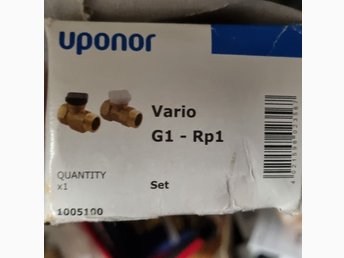 uponor
Vario
G1 - Rp1
QUANTITY
x1
Set
1005100